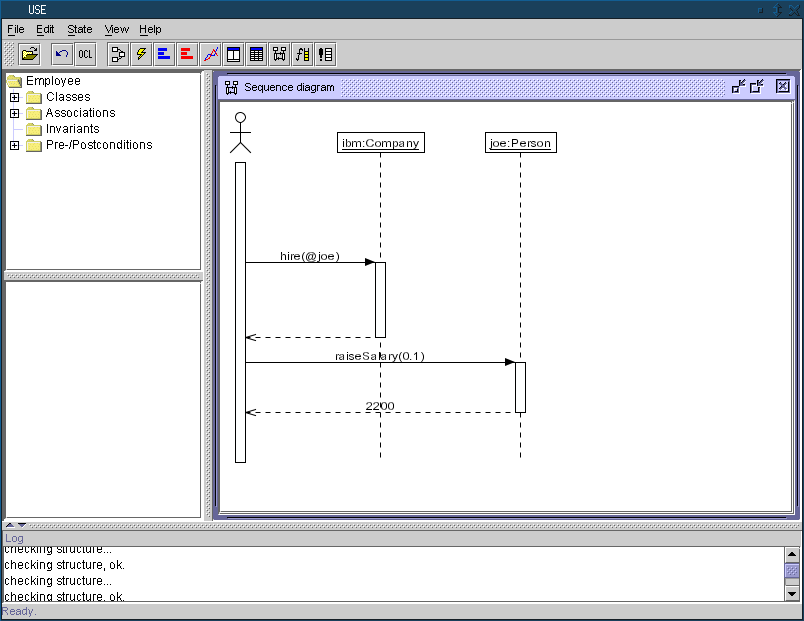 USE
File Edit State View Help
OCL
Employee
Classes
Associations
Invariants
Pre-/Postconditions
Sequence diagram
ibm:Company
joe:Person
hire(@joe)
raiseSalary(0.1)
2200
Log
checking structure...
checking structure, ok.
checking structure...
checking structure, ok.
Ready.